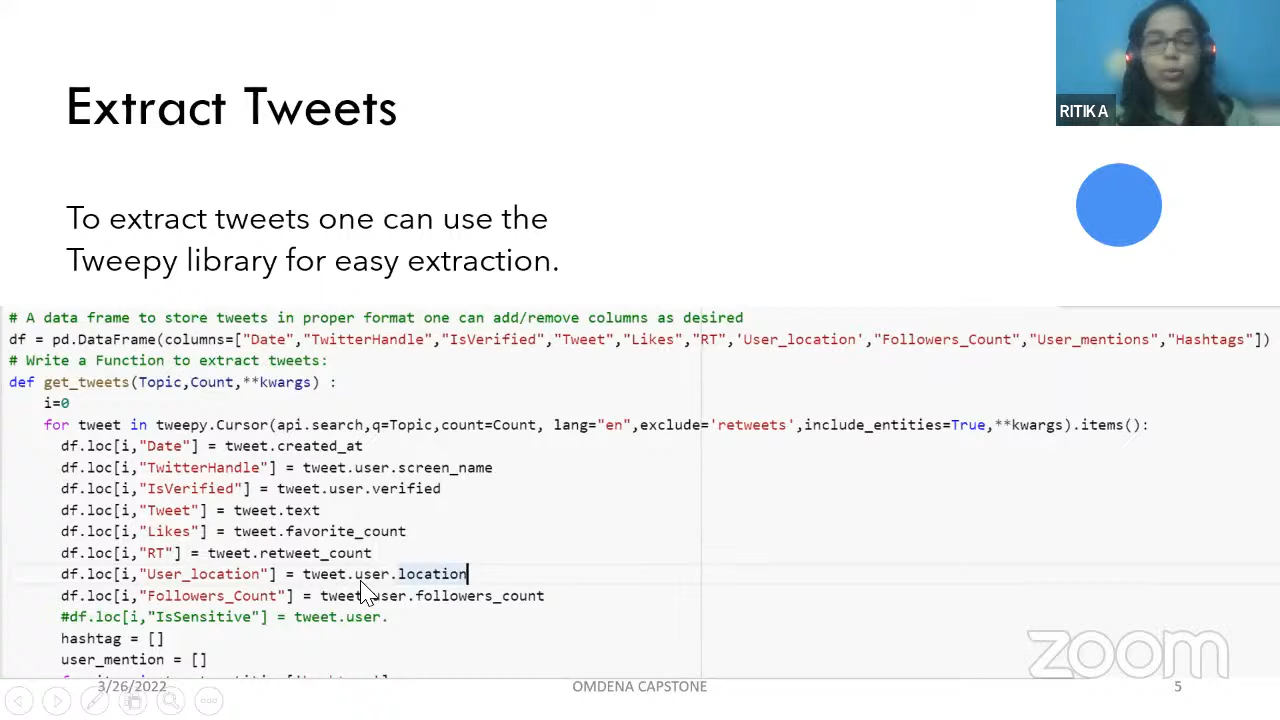 Extract Tweets
RITIKA
To extract tweets one can use the
Tweepy library for easy extraction.
# A data frame to store tweets in proper format one can add/remove columns as desired
df = pd.DataFrame(columns=["Date","TwitterHandle","IsVerified","Tweet","Likes","RT",'User_location',"Followers_Count","User_mentions","Hashtags"])
# Write a Function to extract tweets:
def get_tweets(Topic,Count,**kwargs) :
i=0
for tweet in tweepy.Cursor(api.search,q=Topic,count=Count, lang="en",exclude='retweets',include_entities=True,**kwargs).items():
df.loc[i,"Date"] = tweet.created_at
df.loc[i,"TwitterHandle"] = tweet.user.screen_name
df.loc[i,"IsVerified"] = tweet.user.verified
df.loc[i,"Tweet"] = tweet.text
df.loc[i,"Likes"] = tweet.favorite_count
df.loc[i,"RT"] = tweet.retweet_count
df.loc[i,"User_location"] = tweet.user.location
df.loc[i,"Followers_Count"] = tweet.user.followers_count
#df.loc[i,"IsSensitive"] = tweet.user.
hashtag = []
user_mention = []
zoom
3/26/2022
OMDENA CAPSTONE
5